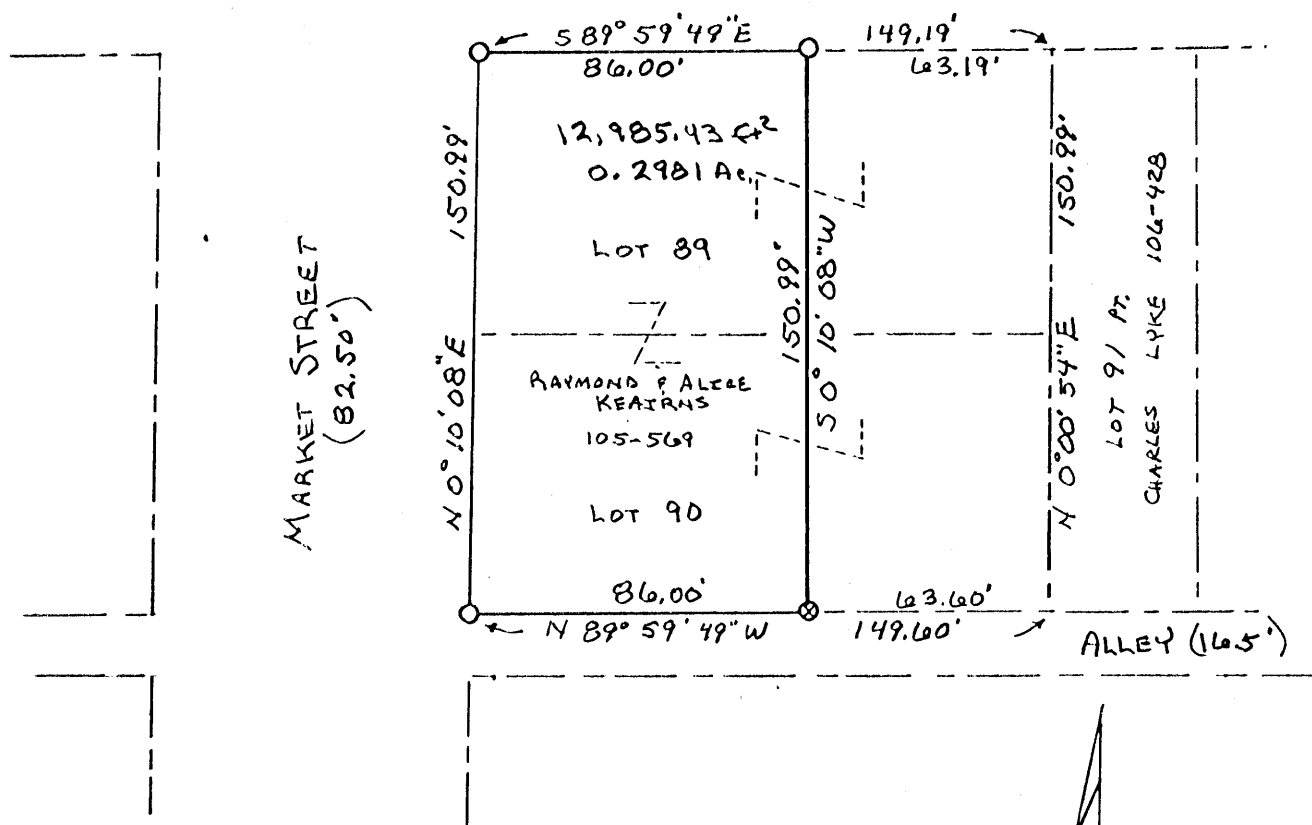 S 89° 59' 49" E
86.00'
149.19'
63.19'
12,985.43 ft²
0.2981 Ac.
150.99'
N 0° 10' 08" E
LOT 89
MARKET STREET
(82.50')
RAYMOND & ALICE
KEAIRNS
105-569
LOT 90
150.99'
S 0° 10' 08" W
150.99'
N 0° 00' 54" E
LOT 91 PT.
CHARLES LYKE 106-428
86.00'
N 89° 59' 49" W
63.60'
149.60'
ALLEY (16.5')